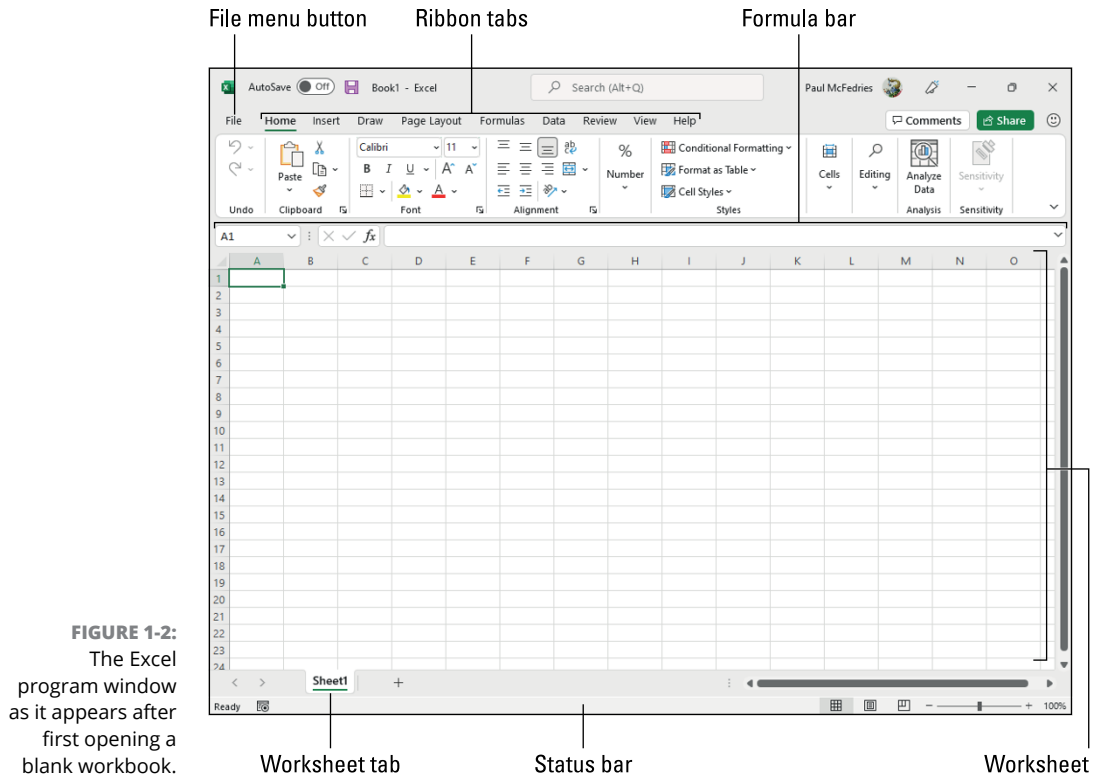 File menu button Ribbon tabs Formula bar
AutoSave Off Book1 - Excel Search (Alt+Q) Paul McFedries
File Home Insert Draw Page Layout Formulas Data Review View Help Comments Share
Calibri 11 ab Conditional Formatting
Paste B I U A A Number Format as Table Cells Editing Analyze Data Sensitivity
A Cell Styles
Undo Clipboard Font Alignment Styles Analysis Sensitivity
A1 fx
A B C D E F G H I J K L M N O
1
2
3
4
5
6
7
8
9
10
11
12
13
14
15
16
17
18
19
20
21
22
23
24
Sheet1
Ready 100%
Worksheet tab Status bar Worksheet
FIGURE 1-2:
The Excel
program window
as it appears after
first opening a
blank workbook.